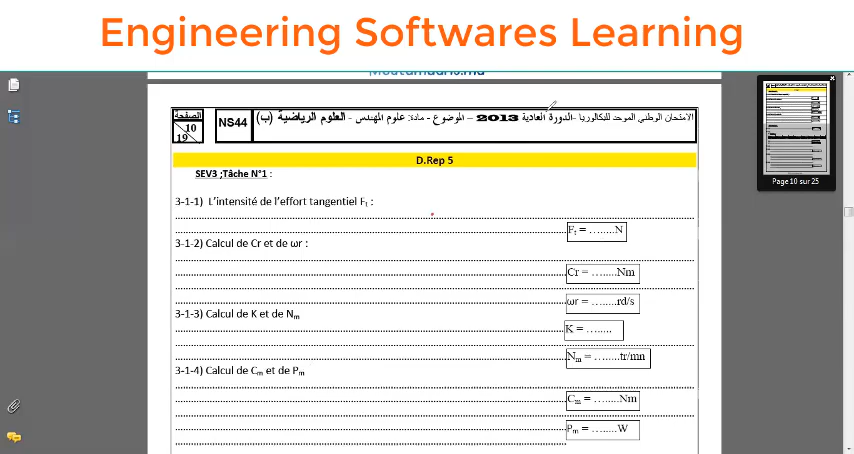 Engineering Softwares Learning
الصفحة
10
19
NS44
الامتحان الوطني الموحد للبكالوريا -الدورة العادية 2013 – الموضوع - مادة: علوم المهندس - العلوم الرياضية (ب)
D.Rep 5
SEV3 ;Tâche N°1 :
3-1-1) L'intensité de l'effort tangentiel Ft :
Ft = …......N
3-1-2) Calcul de Cr et de ωr :
Cr = …......Nm
ωr = …......rd/s
3-1-3) Calcul de K et de Nm
K = …......
Nm = …......tr/mn
3-1-4) Calcul de Cm et de Pm
Cm = …......Nm
Pm = …......W
Page 10 sur 25